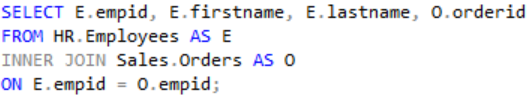 SELECT E.empid, E.firstname, E.lastname, O.orderid
FROM HR.Employees AS E
INNER JOIN Sales.Orders AS O
ON E.empid = O.empid;